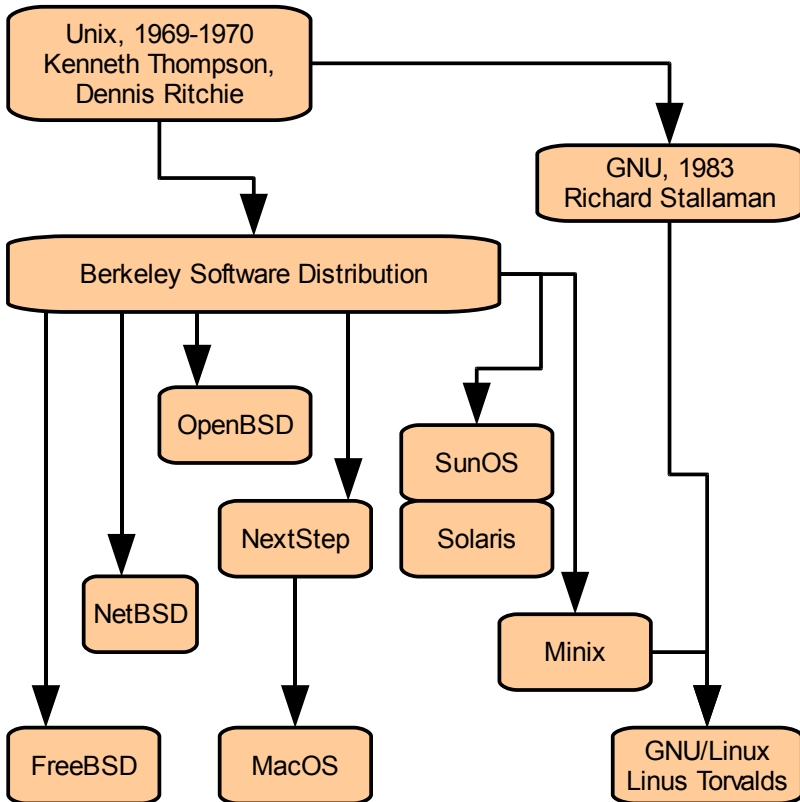 Unix, 1969-1970
Kenneth Thompson,
Dennis Ritchie
GNU, 1983
Richard Stallaman
Berkeley Software Distribution
OpenBSD
SunOS
NextStep
Solaris
NetBSD
Minix
FreeBSD
MacOS
GNU/Linux
Linus Torvalds